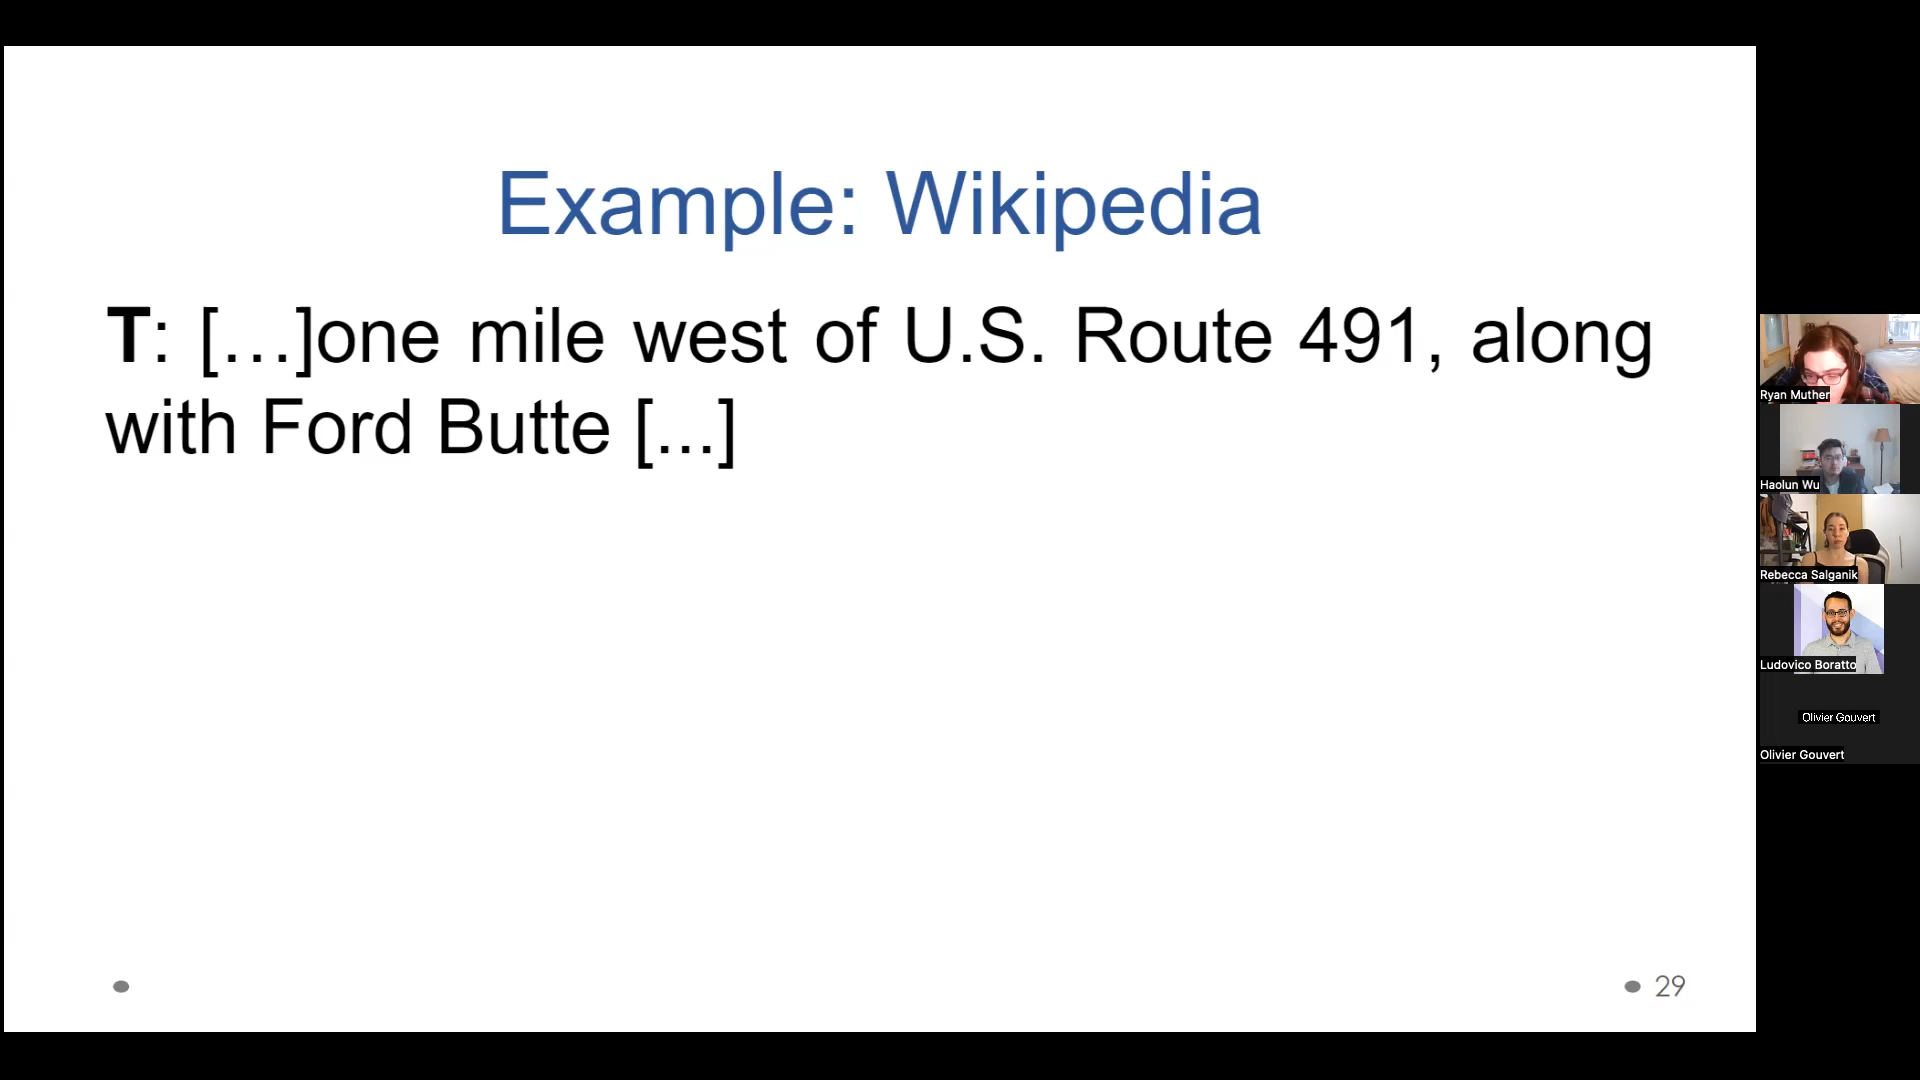 Example: Wikipedia
T: […]one mile west of U.S. Route 491, along
with Ford Butte [...]
29
Ryan Muther
Haolun Wu
Rebecca Salganik
Ludovico Boratto
Olivier Gouvert
Olivier Gouvert